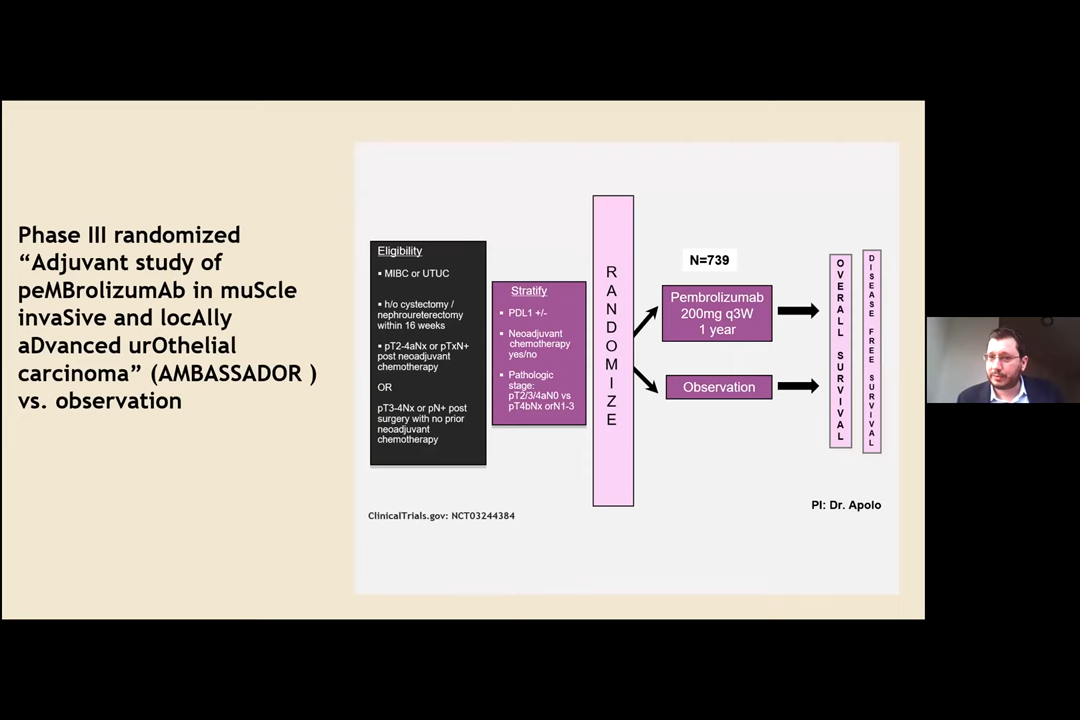 Phase III randomized
“Adjuvant study of
peMBrolizumAb in muScle
invaSive and locAlly
aDvanced urOthelial
carcinoma” (AMBASSADOR )
vs. observation
Eligibility
▪ MIBC or UTUC
▪ h/o cystectomy /
nephroureterectomy
within 16 weeks
▪ pT2-4aNx or pTxN+
post neoadjuvant
chemotherapy
OR
pT3-4Nx or pN+ post
surgery with no prior
neoadjuvant
chemotherapy
Stratify
▪ PDL1 +/-
▪ Neoadjuvant
chemotherapy
yes/no
▪ Pathologic
stage:
pT2/3/4aN0 vs
pT4bNx orN1-3
RANDOMIZE
N=739
Pembrolizumab
200mg q3W
1 year
Observation
OVERALL SURVIVAL
DISEASE FREE SURVIVAL
PI: Dr. Apolo
ClinicalTrials.gov: NCT03244384